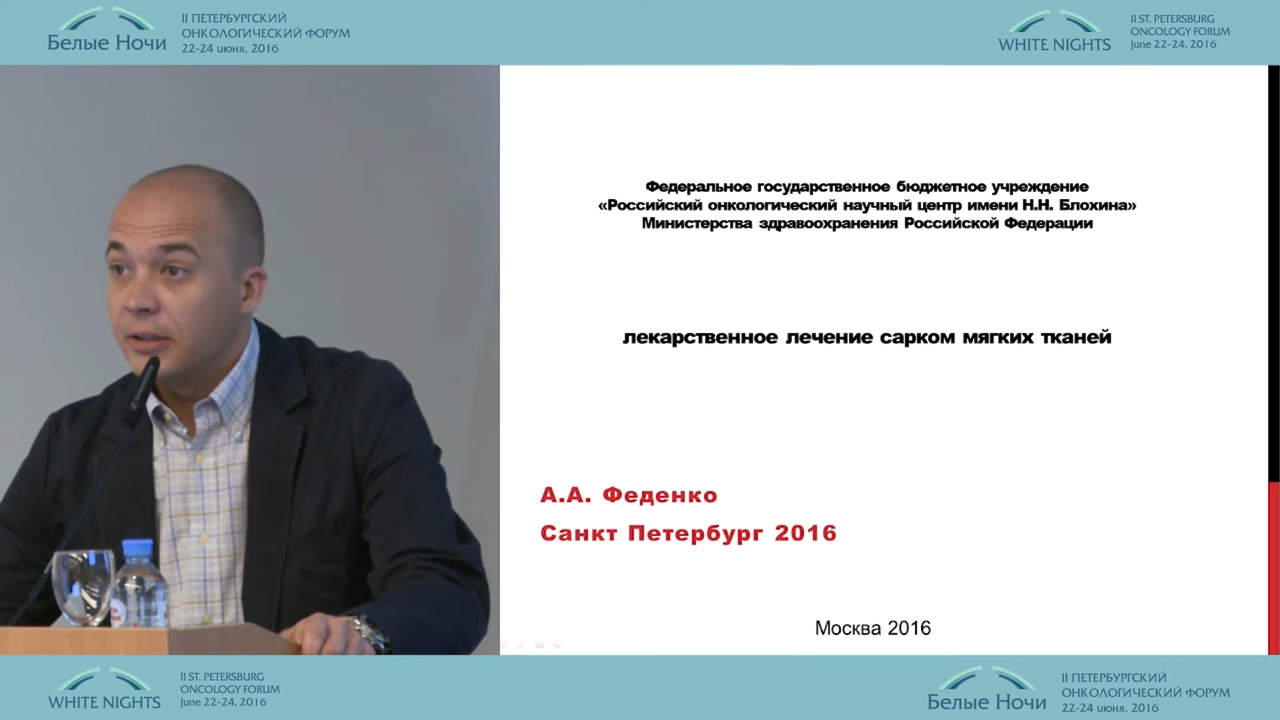 Белые Ночи
II ПЕТЕРБУРГСКИЙ
ОНКОЛОГИЧЕСКИЙ ФОРУМ
22-24 июня, 2016
WHITE NIGHTS
II ST. PETERSBURG
ONCOLOGY FORUM
June 22-24, 2016
Федеральное государственное бюджетное учреждение
«Российский онкологический научный центр имени Н.Н. Блохина»
Министерства здравоохранения Российской Федерации
лекарственное лечение сарком мягких тканей
А.А. Феденко
Санкт Петербург 2016
Москва 2016
WHITE NIGHTS
II ST. PETERSBURG
ONCOLOGY FORUM
June 22-24, 2016
Белые Ночи
II ПЕТЕРБУРГСКИЙ
ОНКОЛОГИЧЕСКИЙ ФОРУМ
22-24 июня, 2016